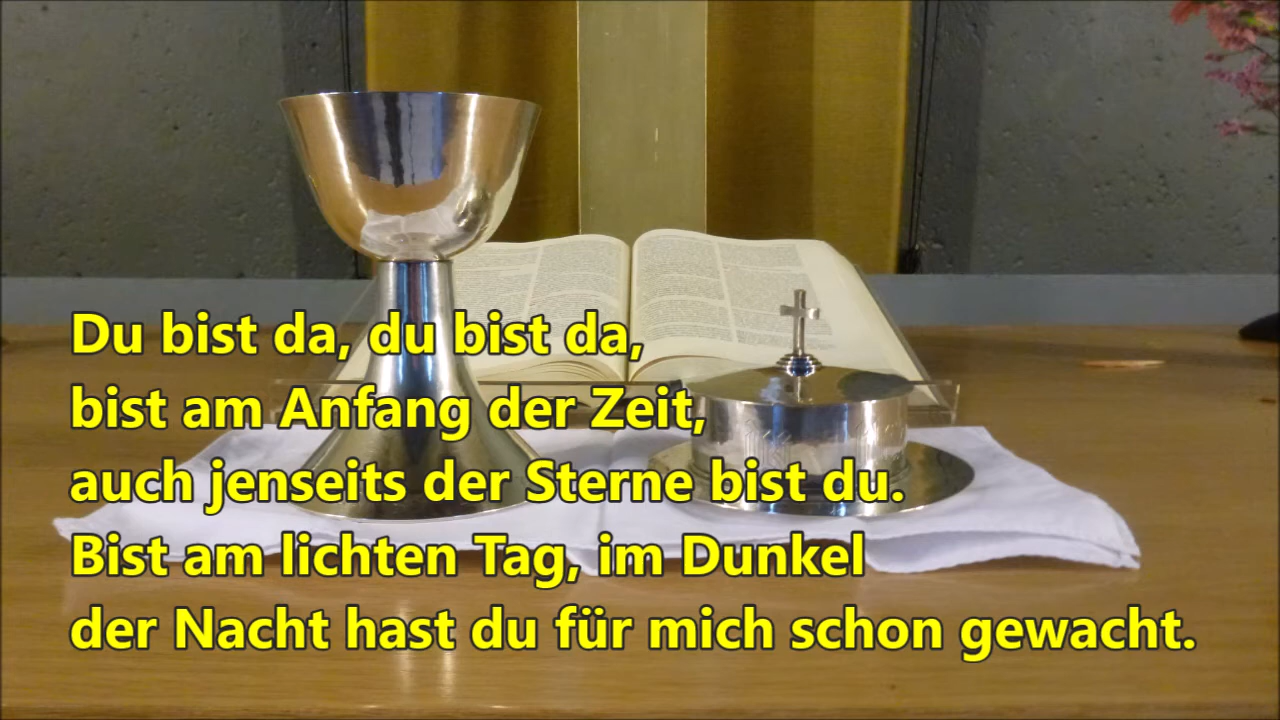 Du bist da, du bist da,
bist am Anfang der Zeit,
auch jenseits der Sterne bist du.
Bist am lichten Tag, im Dunkel
der Nacht hast du für mich schon gewacht.